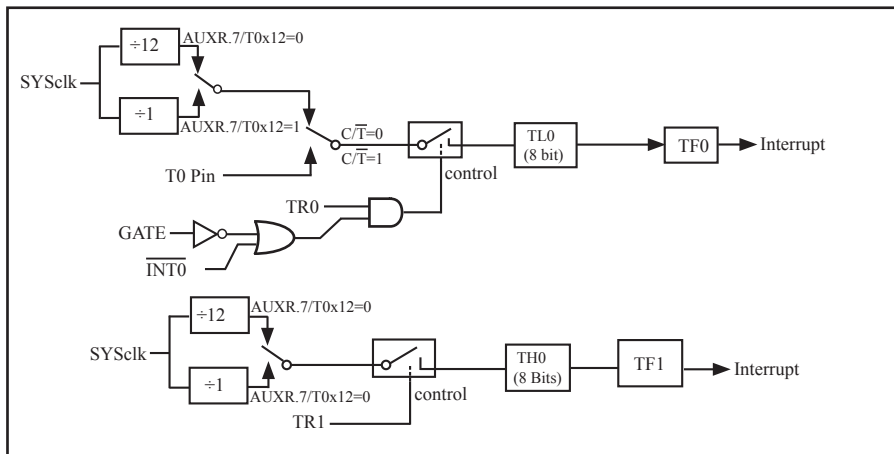 ÷12
AUXR.7/T0x12=0
SYSclk
÷1
AUXR.7/T0x12=1
C/T̅=0
C/T̅=1
T0 Pin
control
TL0
(8 bit)
TF0
Interrupt
TR0
GATE
I̅N̅T̅0̅
÷12
AUXR.7/T0x12=0
SYSclk
÷1
AUXR.7/T0x12=0
control
TR1
TH0
(8 Bits)
TF1
Interrupt